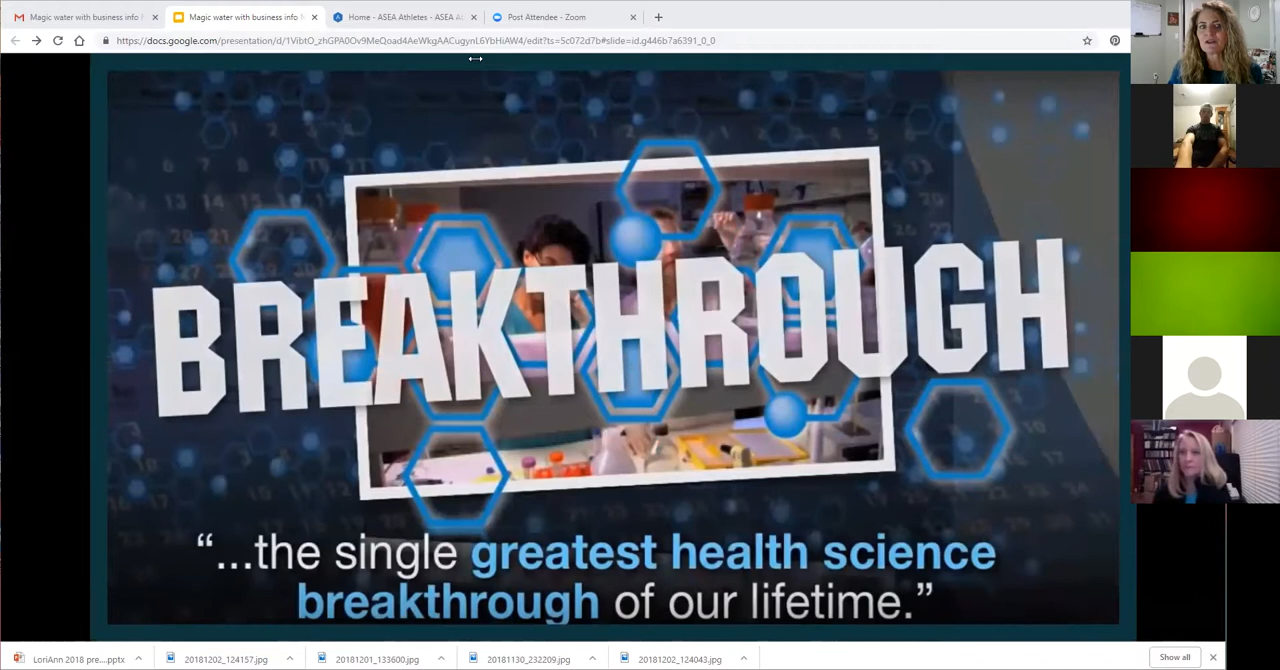 Magic water with business info f
Magic water with business info f
Home - ASEA Athletes - ASEA At
Post Attendee - Zoom
https://docs.google.com/presentation/d/1VibtO_zhGPA0Ov9MeQoad4AeWkgAACugynL6YbHiAW4/edit?ts=5c072d7b#slide=id.g446b7a6391_0_0
BREAKTHROUGH
“...the single greatest health science
breakthrough of our lifetime.”
LoriAnn 2018 pre....pptx
20181202_124157.jpg
20181201_133600.jpg
20181130_232209.jpg
20181202_124043.jpg
Show all